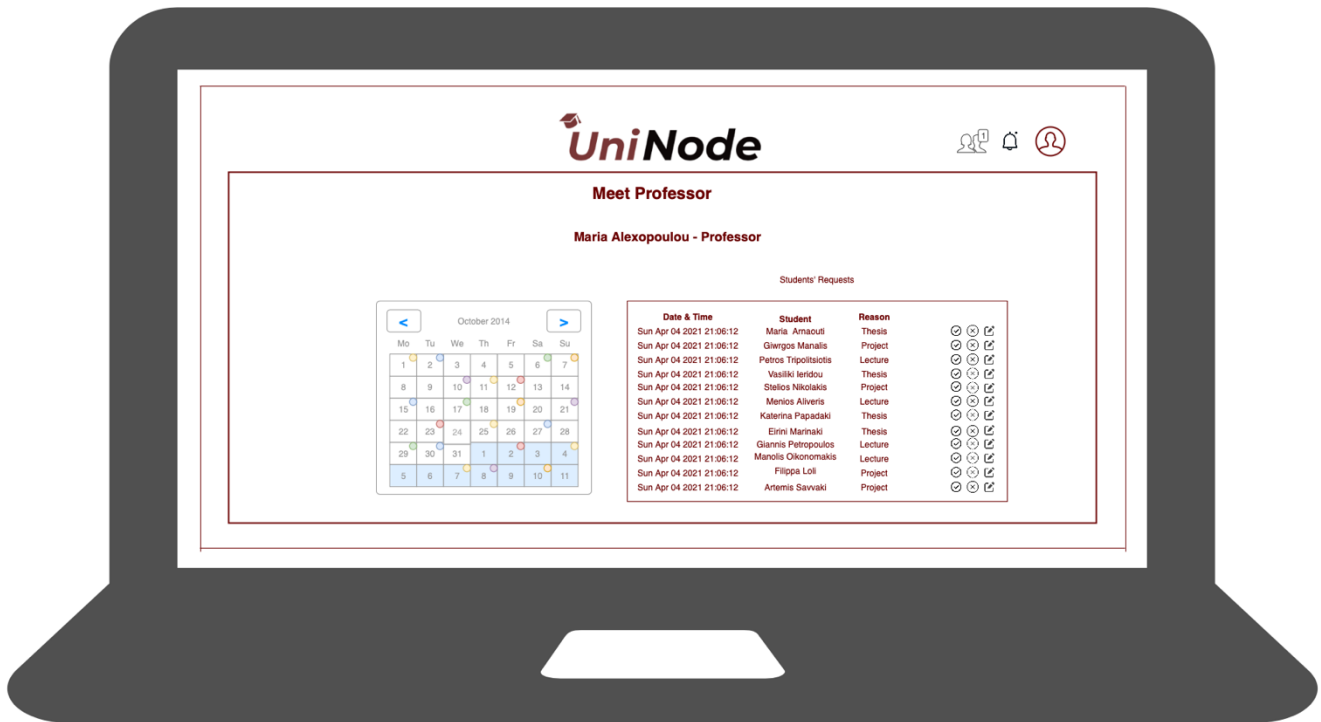 UniNode
1
Meet Professor
Maria Alexopoulou - Professor
Students' Requests
< October 2014 >
Mo Tu We Th Fr Sa Su
1 2 3 4 5 6 7
8 9 10 11 12 13 14
15 16 17 18 19 20 21
22 23 24 25 26 27 28
29 30 31 1 2 3 4
5 6 7 8 9 10 11
Date & Time Student Reason
Sun Apr 04 2021 21:06:12 Maria Arnaouti Thesis
Sun Apr 04 2021 21:06:12 Giwrgos Manalis Project
Sun Apr 04 2021 21:06:12 Petros Tripolitsiotis Lecture
Sun Apr 04 2021 21:06:12 Vasiliki Ieridou Thesis
Sun Apr 04 2021 21:06:12 Stelios Nikolakis Project
Sun Apr 04 2021 21:06:12 Menios Aliveris Lecture
Sun Apr 04 2021 21:06:12 Katerina Papadaki Thesis
Sun Apr 04 2021 21:06:12 Eirini Marinaki Thesis
Sun Apr 04 2021 21:06:12 Giannis Petropoulos Lecture
Sun Apr 04 2021 21:06:12 Manolis Oikonomakis Lecture
Sun Apr 04 2021 21:06:12 Filippa Loli Project
Sun Apr 04 2021 21:06:12 Artemis Savvaki Project